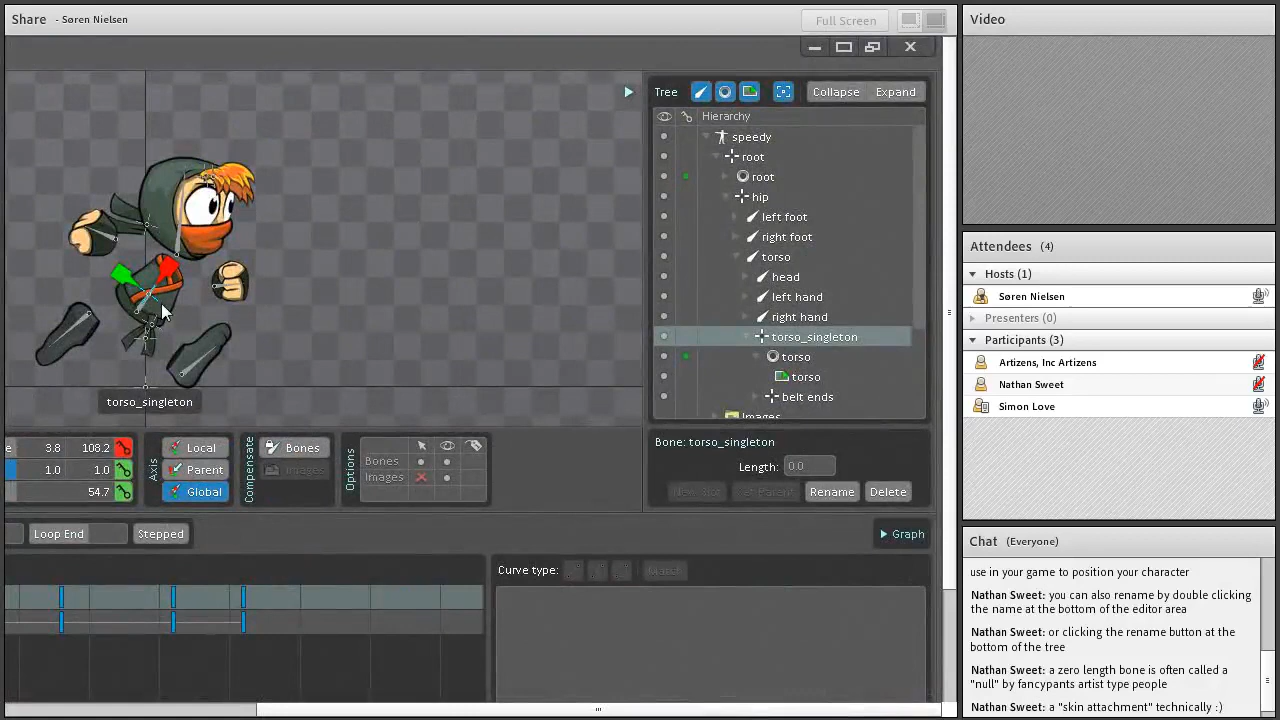 Share - Søren Nielsen
Full Screen
Video
Tree
Collapse
Expand
Hierarchy
speedy
root
root
hip
left foot
right foot
torso
head
left hand
right hand
torso_singleton
torso
torso
belt ends
Images
torso_singleton
Attendees (4)
Hosts (1)
Søren Nielsen
Presenters (0)
Participants (3)
Artizens, Inc Artizens
Nathan Sweet
Simon Love
e 3.8 108.2
1.0 1.0
54.7
Axis
Local
Parent
Global
Compensate
Bones
Images
Options
Bones
Images
Bone: torso_singleton
Length: 0.0
New Slot
Set Parent
Rename
Delete
Loop End
Stepped
Graph
Curve type:
Match
Chat (Everyone)
use in your game to position your character
Nathan Sweet: you can also rename by double clicking
the name at the bottom of the editor area
Nathan Sweet: or clicking the rename button at the
bottom of the tree
Nathan Sweet: a zero length bone is often called a
"null" by fancypants artist type people
Nathan Sweet: a "skin attachment" technically :)